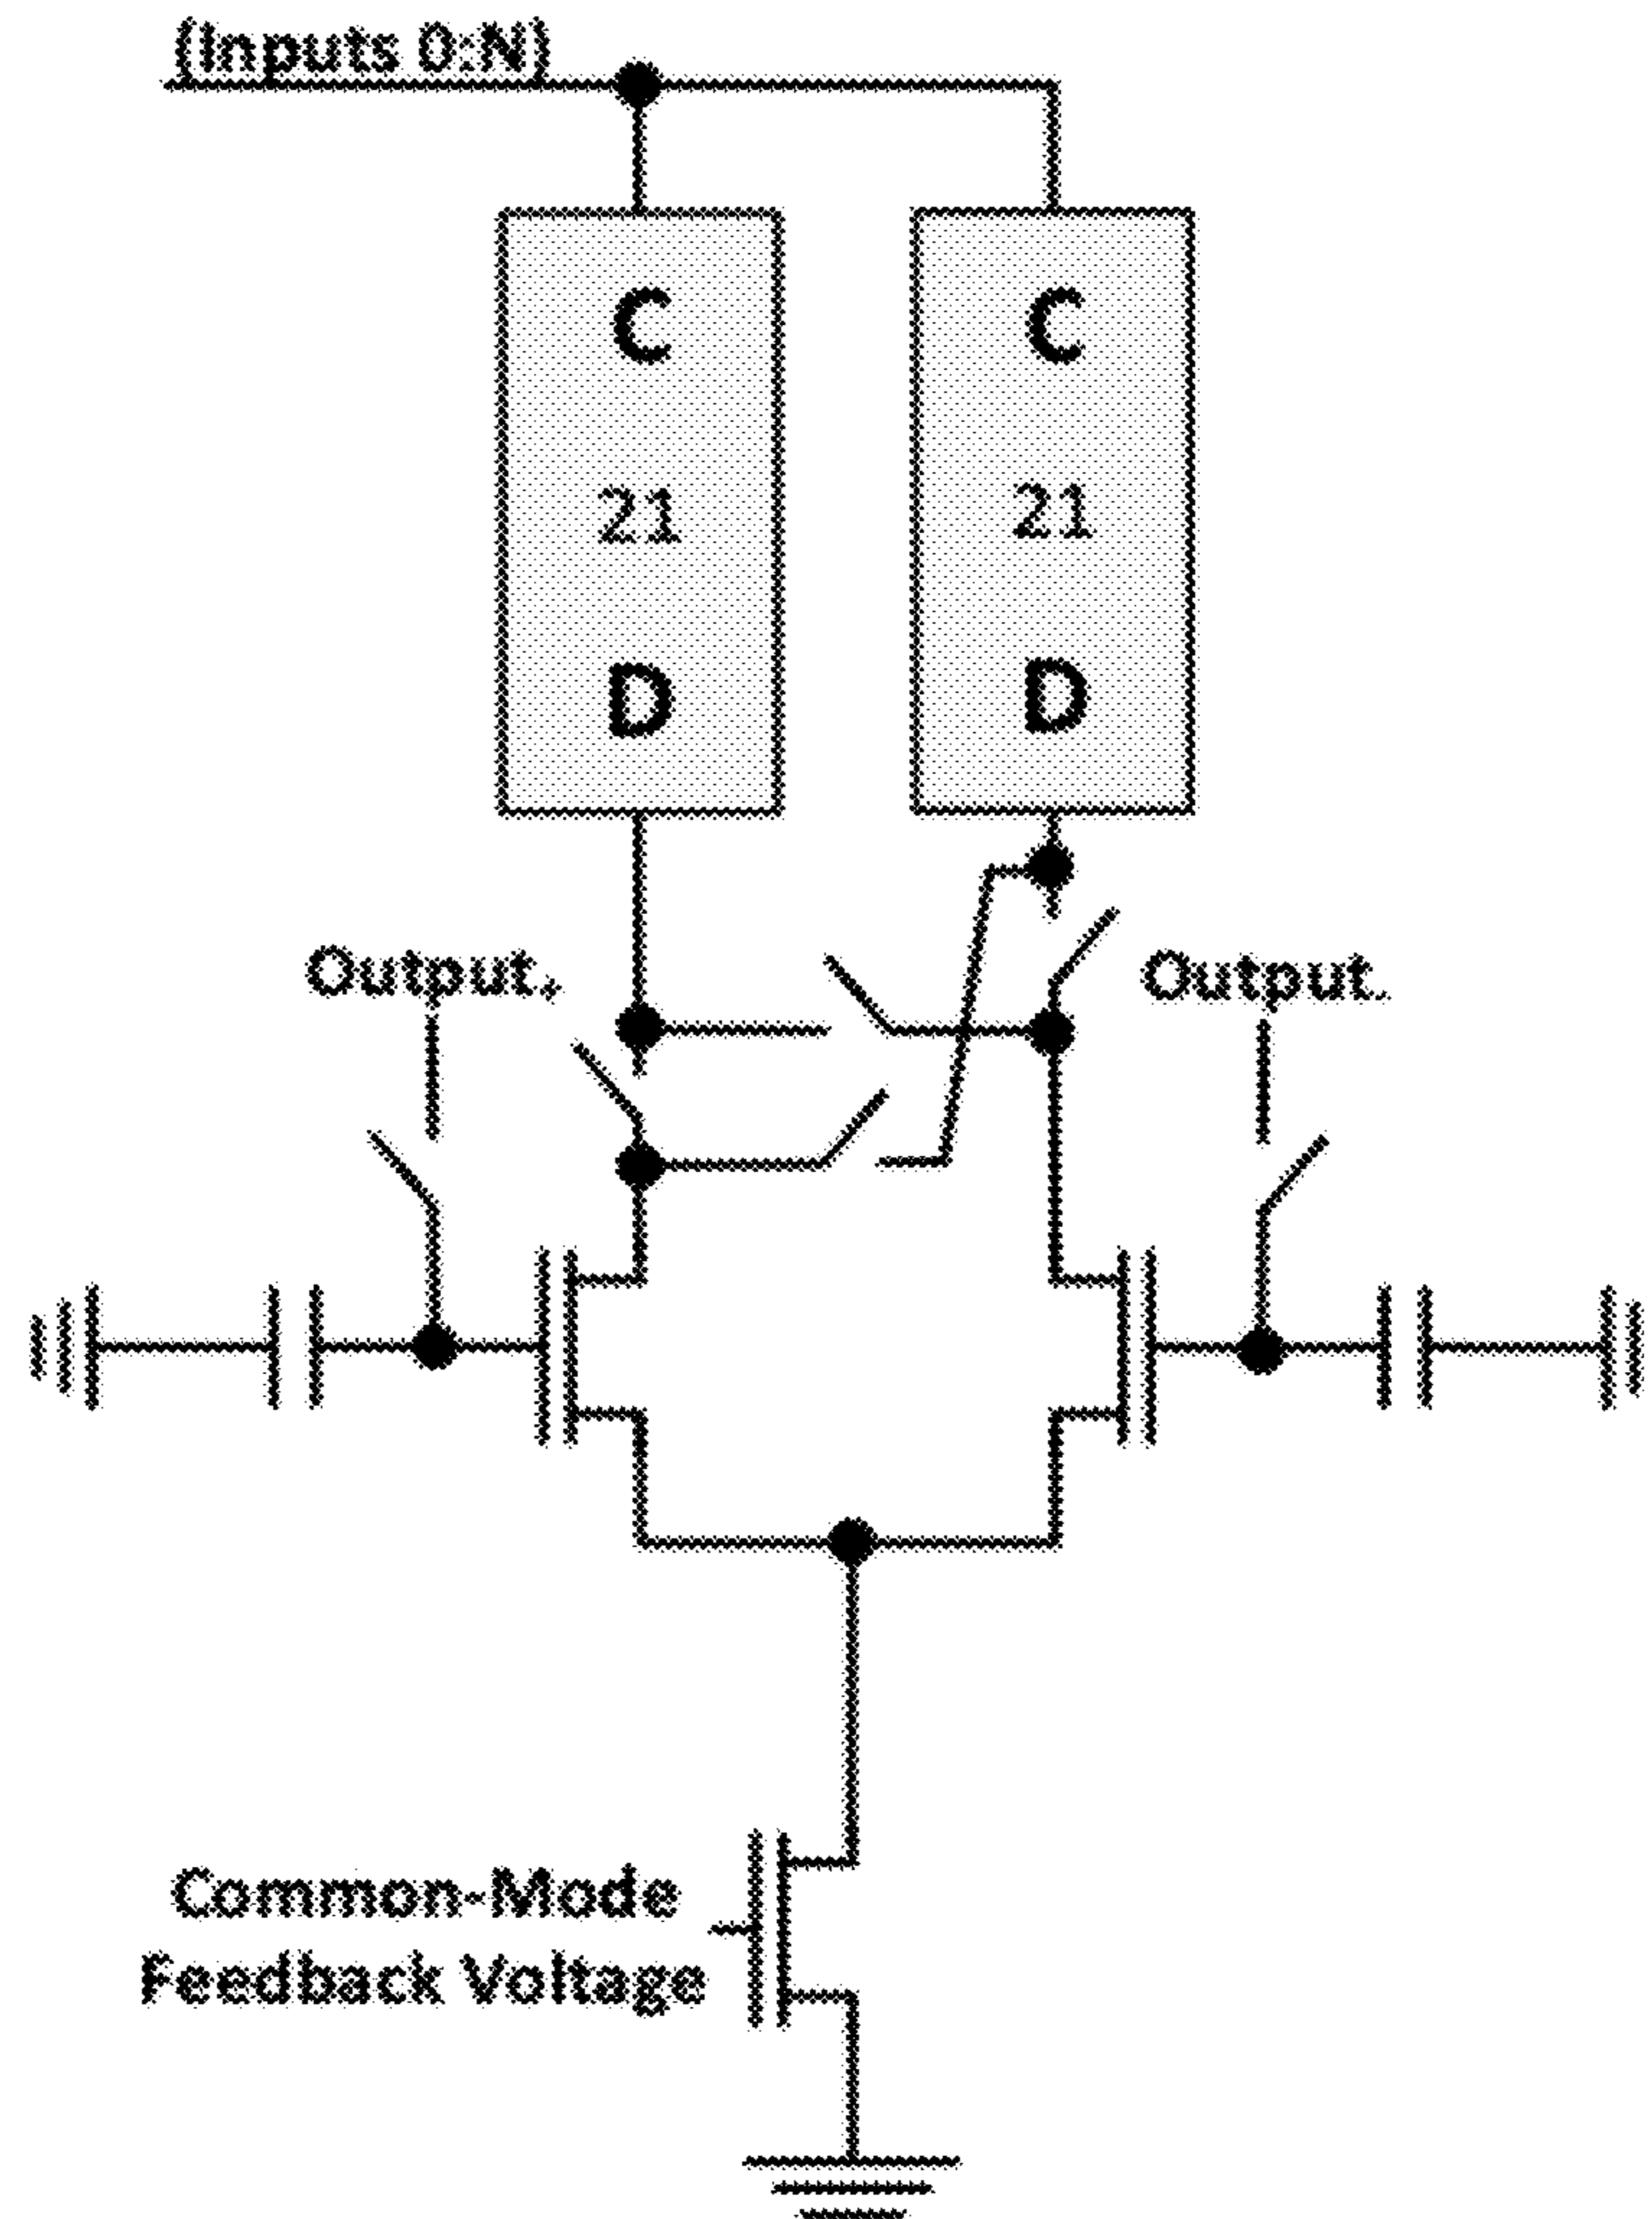 (Inputs 0:N)
C
21
D
C
21
D
Output+
Output-
Common-Mode
Feedback Voltage